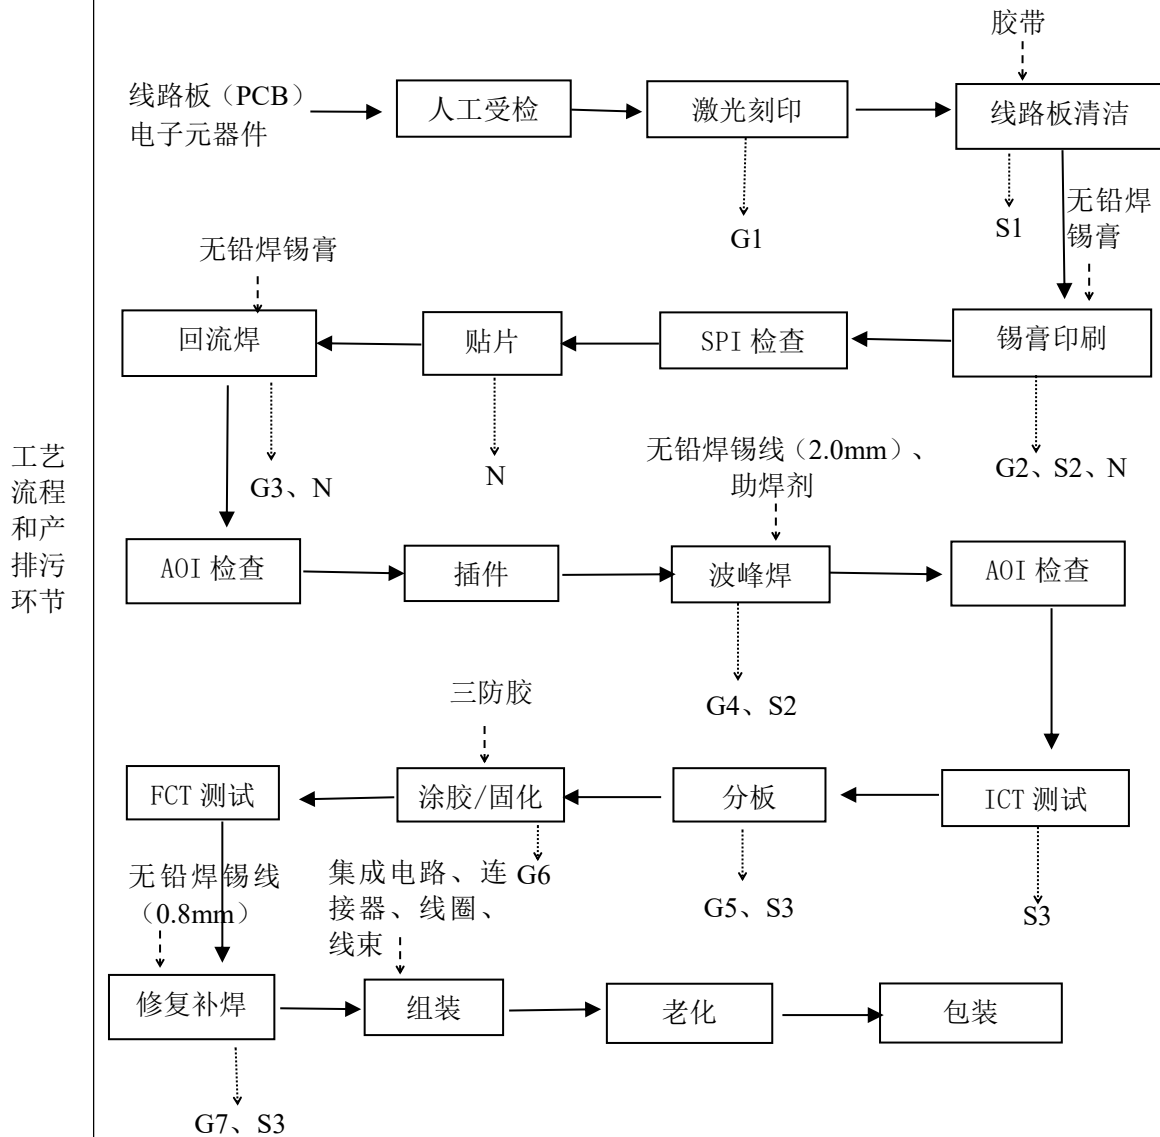 胶带
线路板（PCB）
电子元器件
人工受检
激光刻印
线路板清洁
G1
S1
无铅焊
锡膏
无铅焊锡膏
回流焊
贴片
SPI 检查
锡膏印刷
G3、N
N
G2、S2、N
无铅焊锡线（2.0mm）、
助焊剂
工艺
流程
和产
排污
环节
AOI 检查
插件
波峰焊
AOI 检查
G4、S2
三防胶
FCT 测试
涂胶/固化
分板
ICT 测试
G6
G5、S3
S3
无铅焊锡线
（0.8mm）
集成电路、连
接器、线圈、
线束
修复补焊
组装
老化
包装
G7、S3